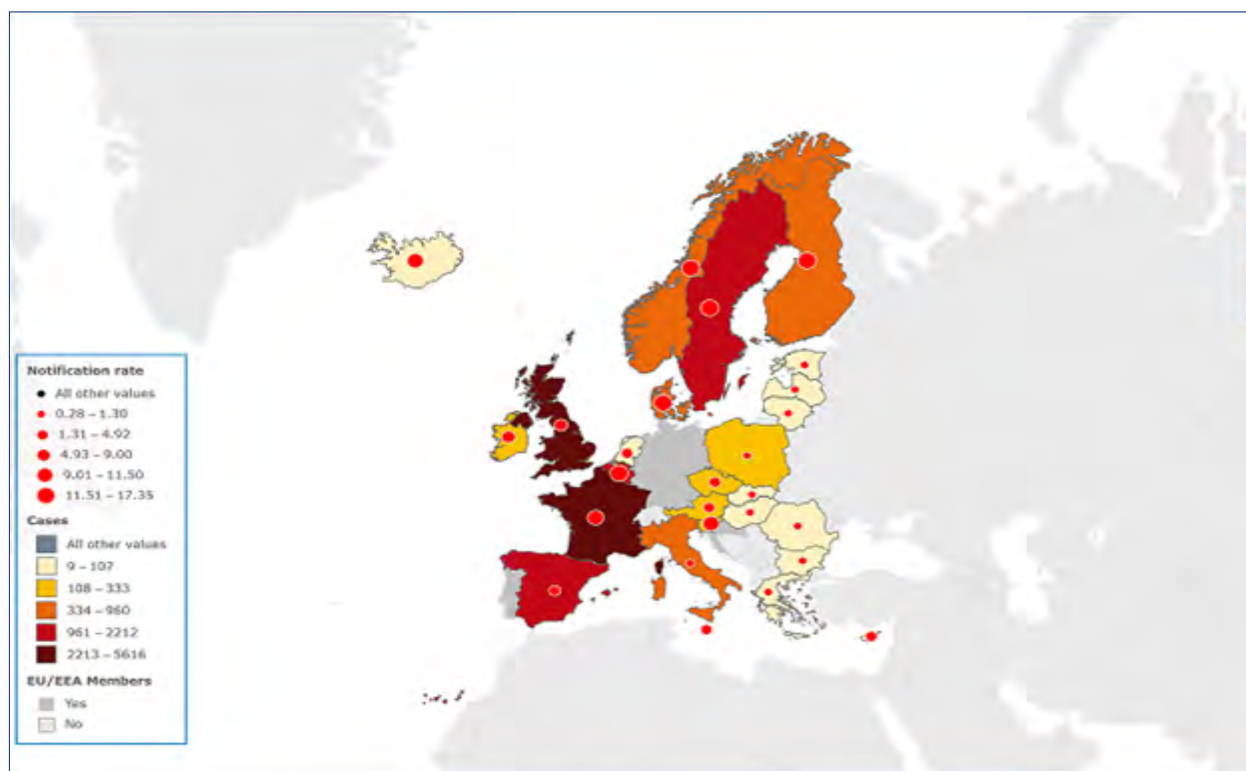 Notification rate
All other values
0.28 – 1.30
1.31 – 4.92
4.93 – 9.00
9.01 – 11.50
11.51 – 17.35
Cases
All other values
9 – 107
108 – 333
334 – 960
961 – 2212
2213 – 5616
EU/EEA Members
Yes
No